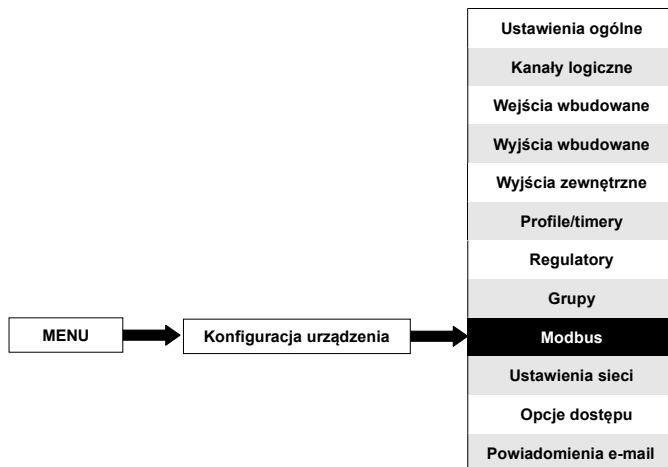 Ustawienia ogólne
Kanały logiczne
Wejścia wbudowane
Wyjścia wbudowane
Wyjścia zewnętrzne
Profile/timery
Regulatory
Grupy
MENU
Konfiguracja urządzenia
Modbus
Ustawienia sieci
Opcje dostępu
Powiadomienia e-mail